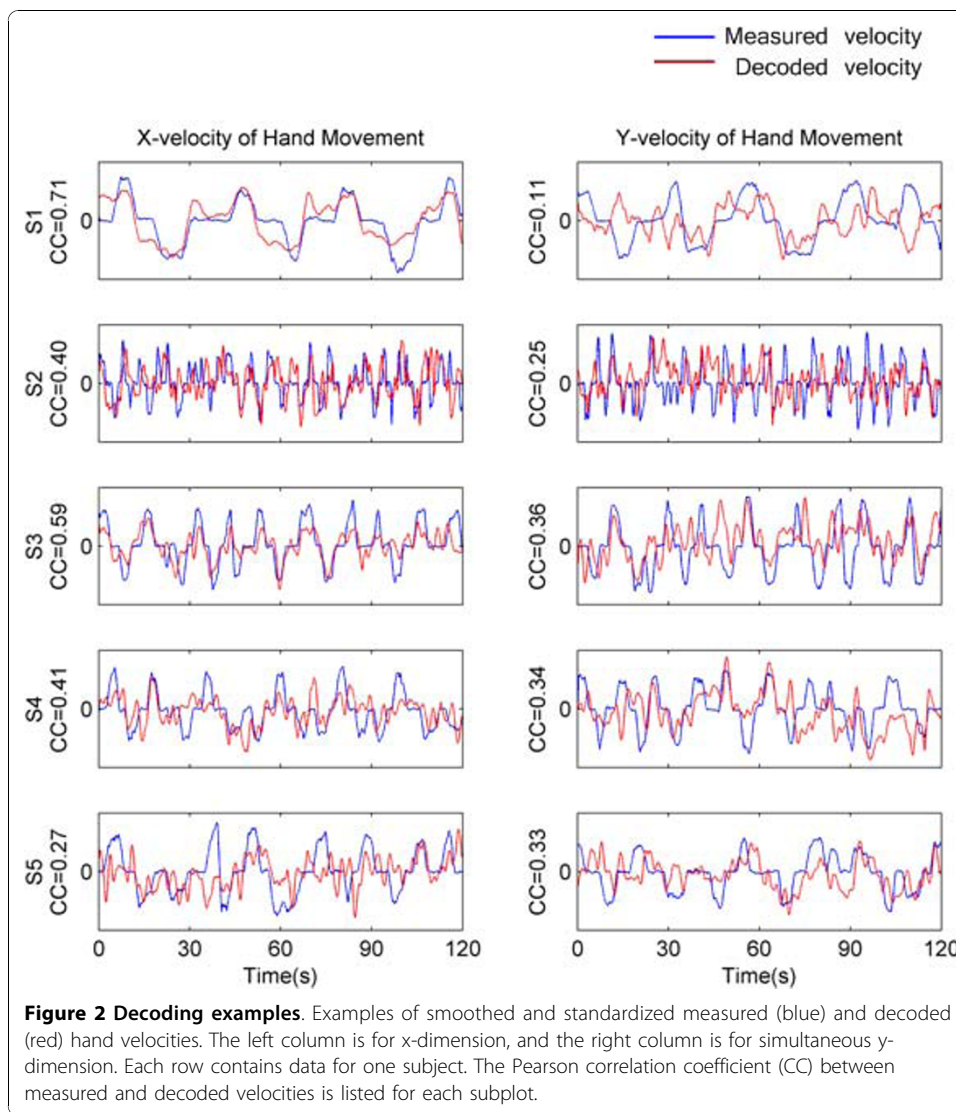 Measured velocity
Decoded velocity
X-velocity of Hand Movement
Y-velocity of Hand Movement
S1
CC=0.71
0
CC=0.11
0
S2
CC=0.40
0
CC=0.25
0
S3
CC=0.59
0
CC=0.36
0
S4
CC=0.41
0
CC=0.34
0
S5
CC=0.27
0
CC=0.33
0
0 30 60 90 120
0 30 60 90 120
Time(s)
Time(s)
Figure 2 Decoding examples. Examples of smoothed and standardized measured (blue) and decoded
(red) hand velocities. The left column is for x-dimension, and the right column is for simultaneous y-
dimension. Each row contains data for one subject. The Pearson correlation coefficient (CC) between
measured and decoded velocities is listed for each subplot.